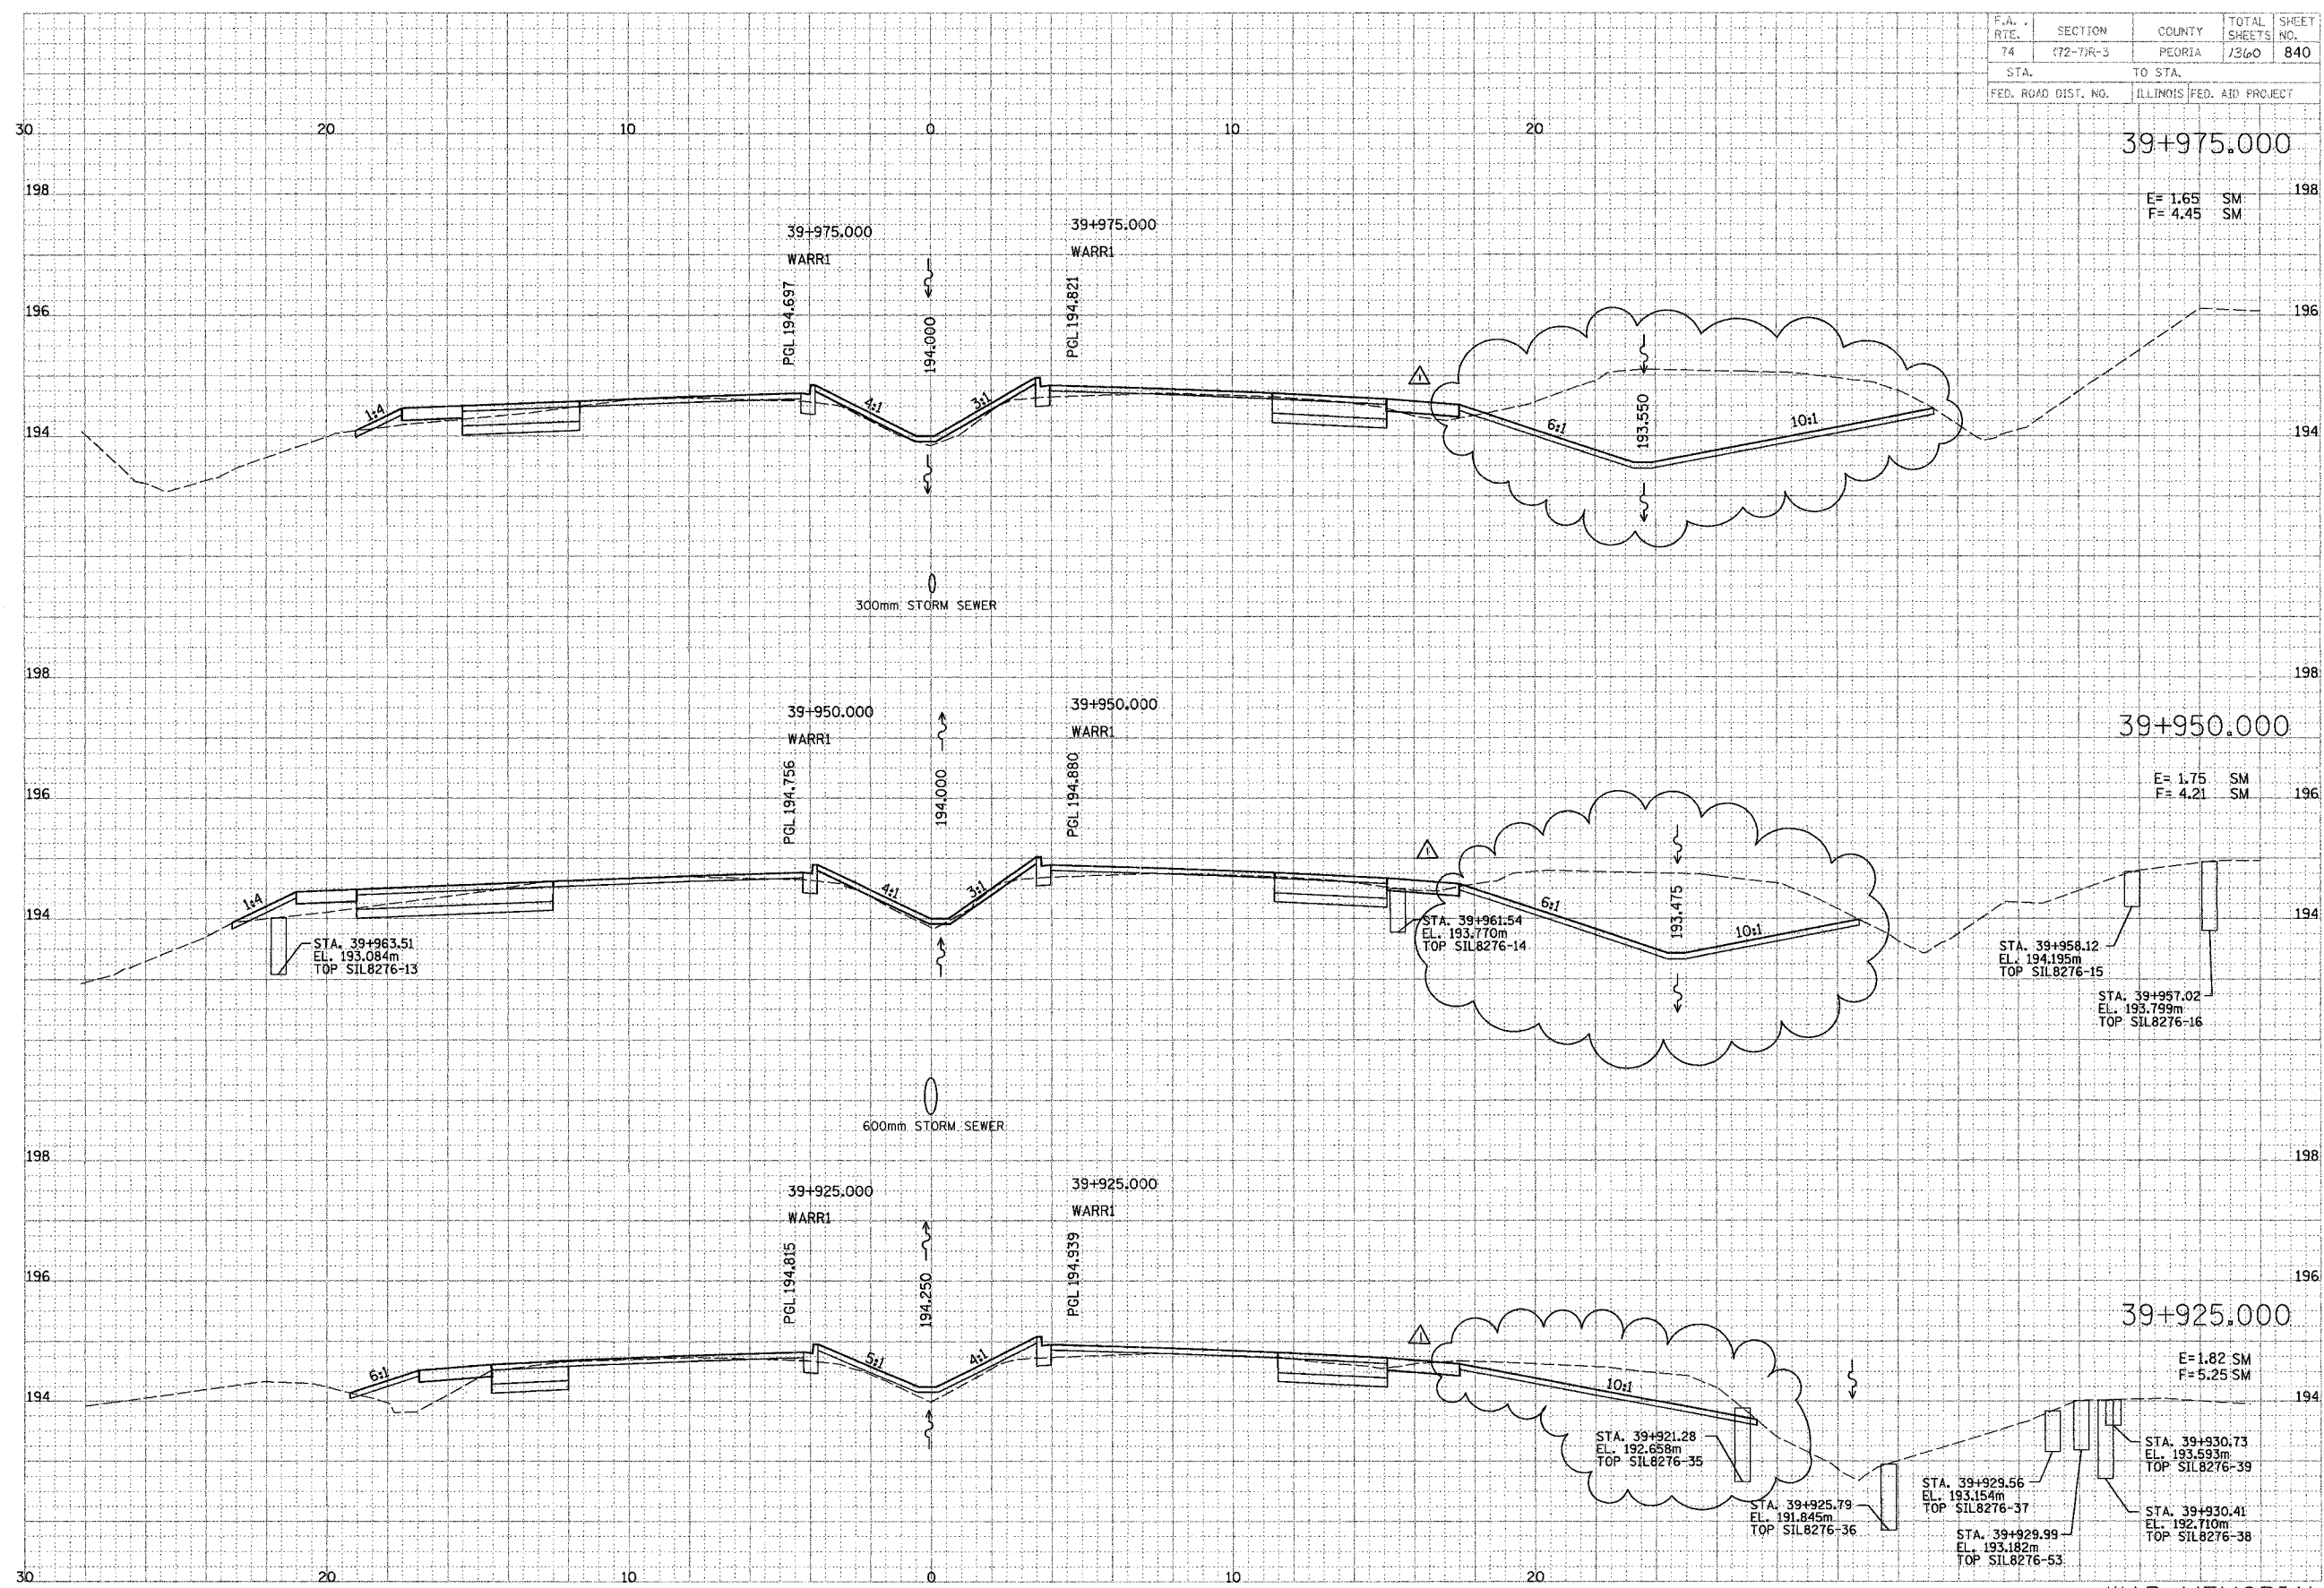 F.A. RTE. SECTION COUNTY TOTAL SHEETS SHEET NO.
74 (72-7)R-3 PEORIA 1360 840
STA. TO STA.
FED. ROAD DIST. NO. ILLINOIS FED. AID PROJECT
30 20 10 0 10 20
39+975.000
198 198
E= 1.65 SM
F= 4.45 SM
39+975.000 39+975.000
WARR1 WARR1
PGL 194.697 194.000 PGL 194.821
196 196
193.550
1:4 4:1 3:1 6:1 10:1
194 194
300mm STORM SEWER
198 198
39+950.000
39+950.000 39+950.000
WARR1 WARR1
PGL 194.756 194.000 PGL 194.880
E= 1.75 SM
F= 4.21 SM
196 196
193.475
1:4 4:1 3:1 6:1 10:1
194 194
STA. 39+963.51
EL. 193.084m
TOP SIL8276-13
STA. 39+961.54
EL. 193.770m
TOP SIL8276-14
STA. 39+958.12
EL. 194.195m
TOP SIL8276-15
STA. 39+957.02
EL. 193.799m
TOP SIL8276-16
600mm STORM SEWER
198 198
39+925.000 39+925.000
WARR1 WARR1
PGL 194.815 194.250 PGL 194.939
196 196
39+925.000
E=1.82 SM
F=5.25 SM
6:1 5:1 4:1 10:1
194 194
STA. 39+921.28
EL. 192.658m
TOP SIL8276-35
STA. 39+925.79
EL. 191.845m
TOP SIL8276-36
STA. 39+929.56
EL. 193.154m
TOP SIL8276-37
STA. 39+929.99
EL. 193.182m
TOP SIL8276-53
STA. 39+930.73
EL. 193.593m
TOP SIL8276-39
STA. 39+930.41
EL. 192.710m
TOP SIL8276-38
30 20 10 0 10 20